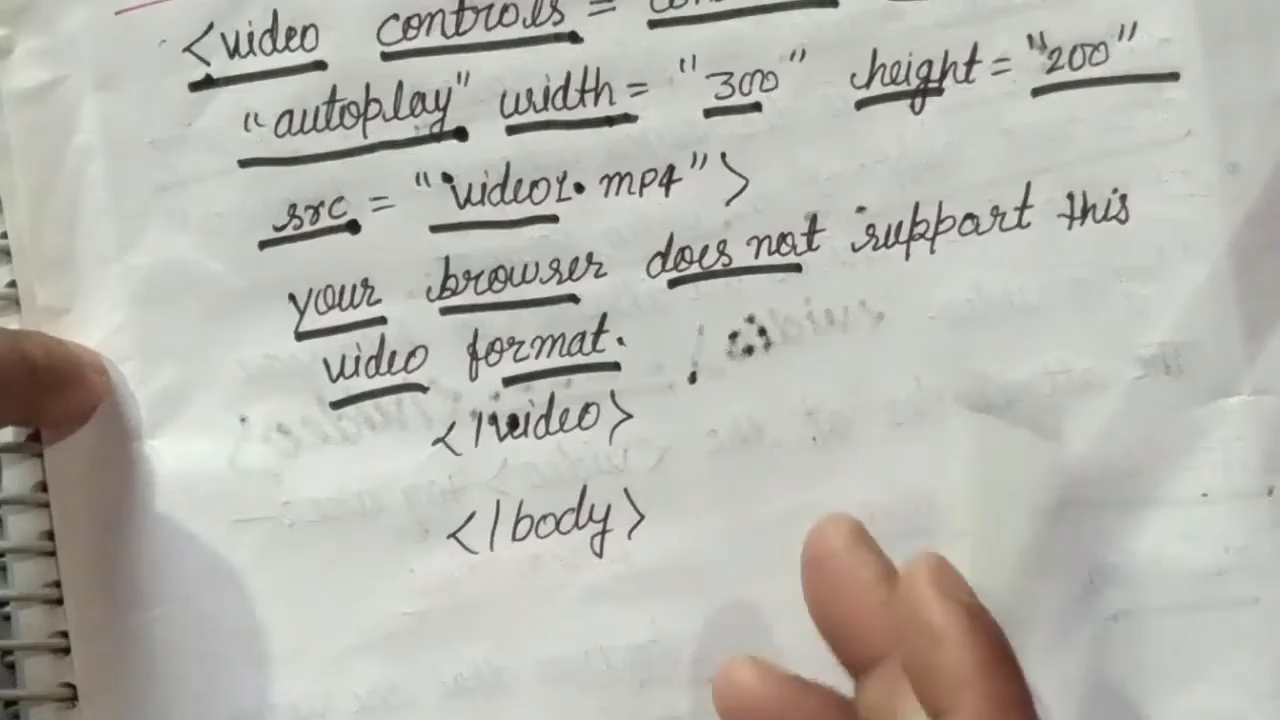 <video controls =
"autoplay" width = "300" height = "200"
src = "video1.mp4">
your browser does not support this
video format.
</video>
</body>